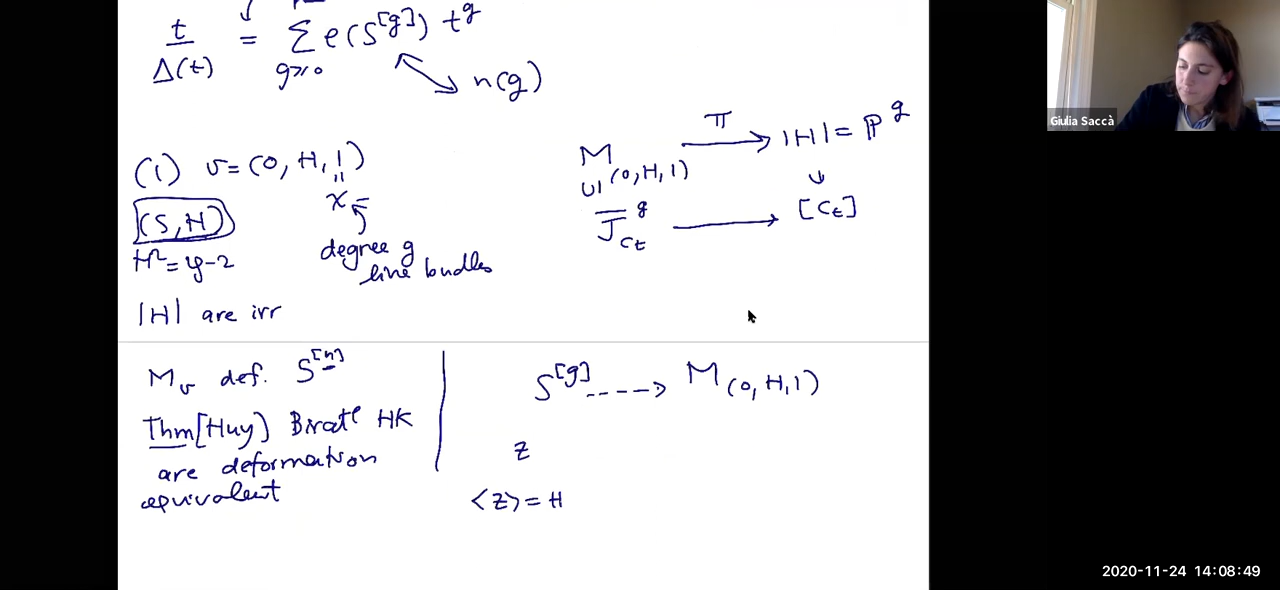 t/Δ(t) = Σ_{g≥0} e(S^[g]) t^g
n(g)
(1) v = (0, H, 1)
χ =
degree g
line bundles
(S, H)
H² = 2g-2
|H| are irr
M_(0,H,1) →^π |H| = ℙ^g
∪|
J̄^g_{C_t} → [C_t]
M_v def. S^[n]
Thm [Huy] Birat^l HK
are deformation
equivalent
S^[g] ----> M_(0,H,1)
z
<z> = H
Giulia Saccà
2020-11-24 14:08:49